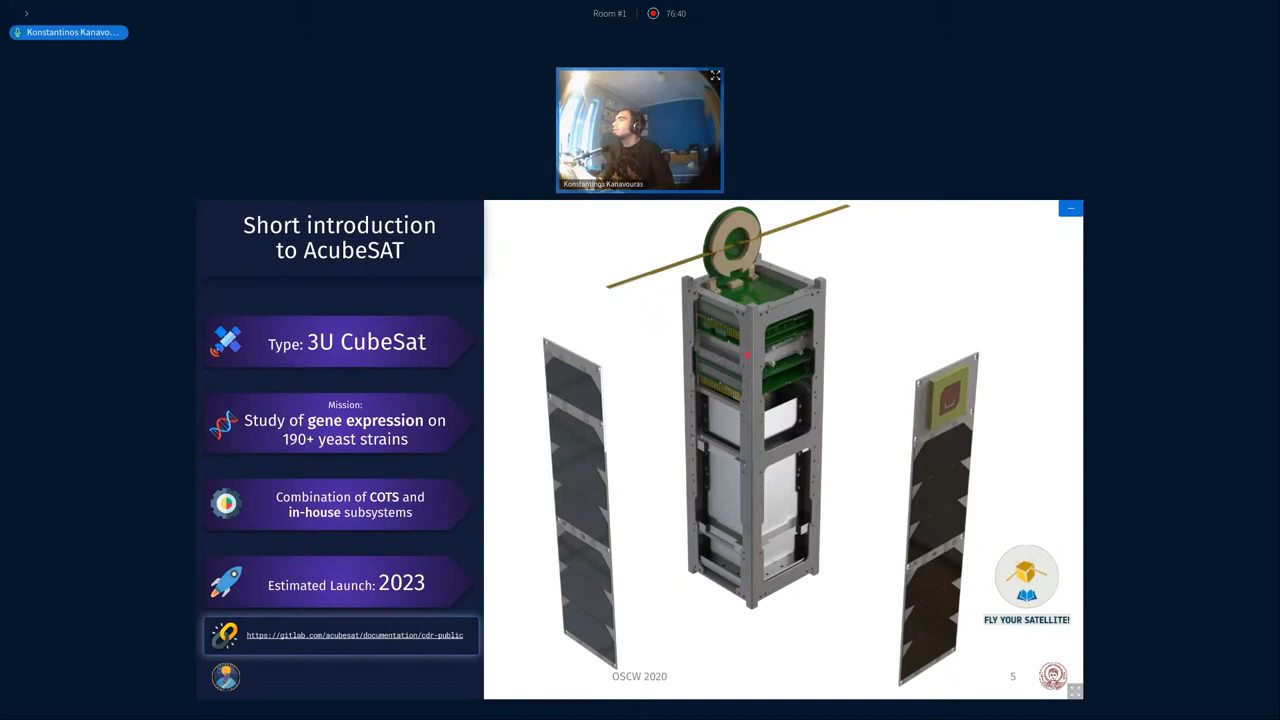 Room #1
76:40
Konstantinos Kanavo...
Konstantinos Kanavouras
Short introduction
to AcubeSAT
Type: 3U CubeSat
Mission:
Study of gene expression on
190+ yeast strains
Combination of COTS and
in-house subsystems
Estimated Launch: 2023
https://gitlab.com/acubesat/documentation/cdr-public
FLY YOUR SATELLITE!
OSCW 2020
5